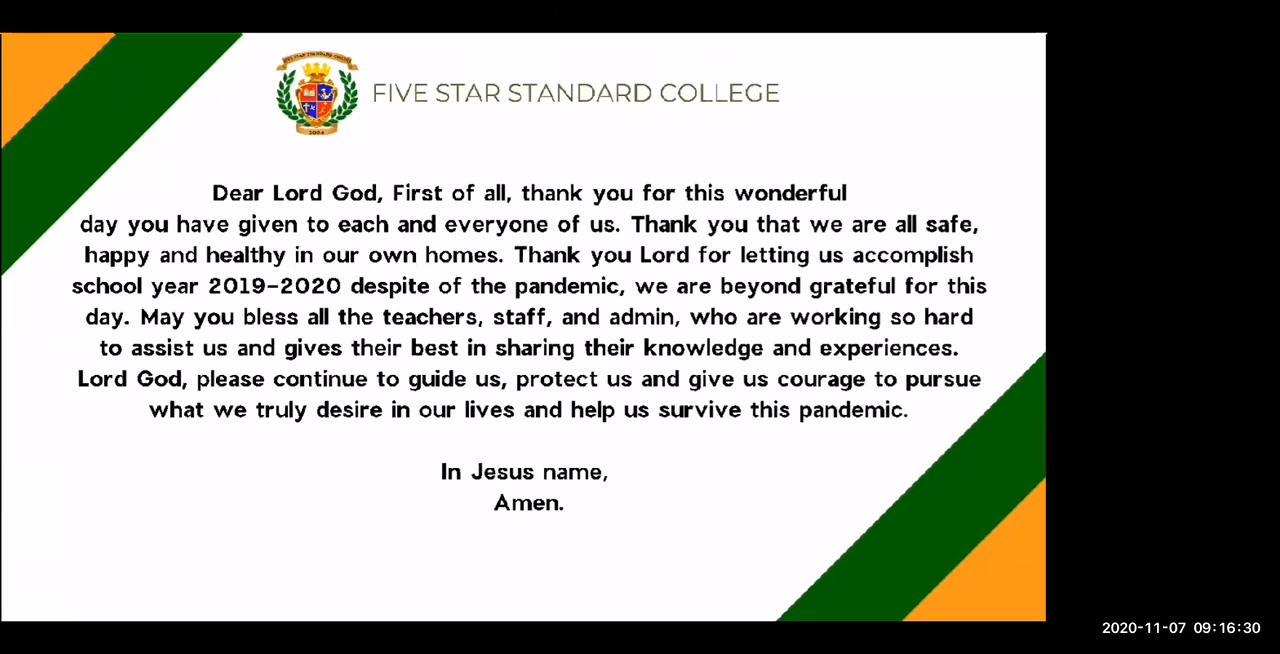 FIVE STAR STANDARD COLLEGE
Dear Lord God, First of all, thank you for this wonderful
day you have given to each and everyone of us. Thank you that we are all safe,
happy and healthy in our own homes. Thank you Lord for letting us accomplish
school year 2019-2020 despite of the pandemic, we are beyond grateful for this
day. May you bless all the teachers, staff, and admin, who are working so hard
to assist us and gives their best in sharing their knowledge and experiences.
Lord God, please continue to guide us, protect us and give us courage to pursue
what we truly desire in our lives and help us survive this pandemic.
In Jesus name,
Amen.
2020-11-07 09:16:30